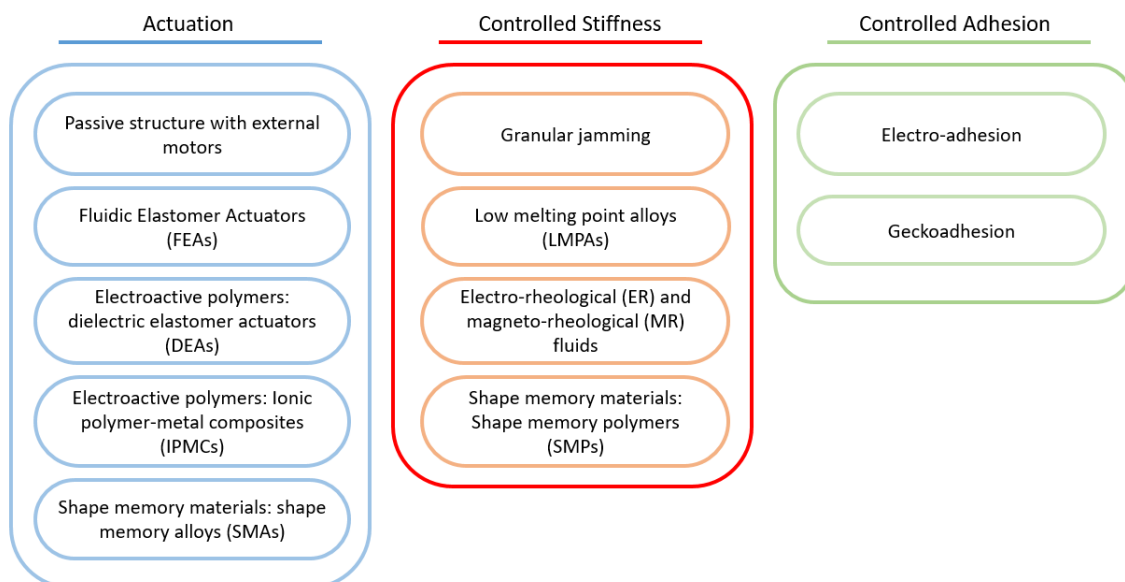 Actuation
Passive structure with external
motors
Fluidic Elastomer Actuators
(FEAs)
Electroactive polymers:
dielectric elastomer actuators
(DEAs)
Electroactive polymers: Ionic
polymer-metal composites
(IPMCs)
Shape memory materials: shape
memory alloys (SMAs)
Controlled Stiffness
Granular jamming
Low melting point alloys
(LMPAs)
Electro-rheological (ER) and
magneto-rheological (MR)
fluids
Shape memory materials:
Shape memory polymers
(SMPs)
Controlled Adhesion
Electro-adhesion
Geckoadhesion